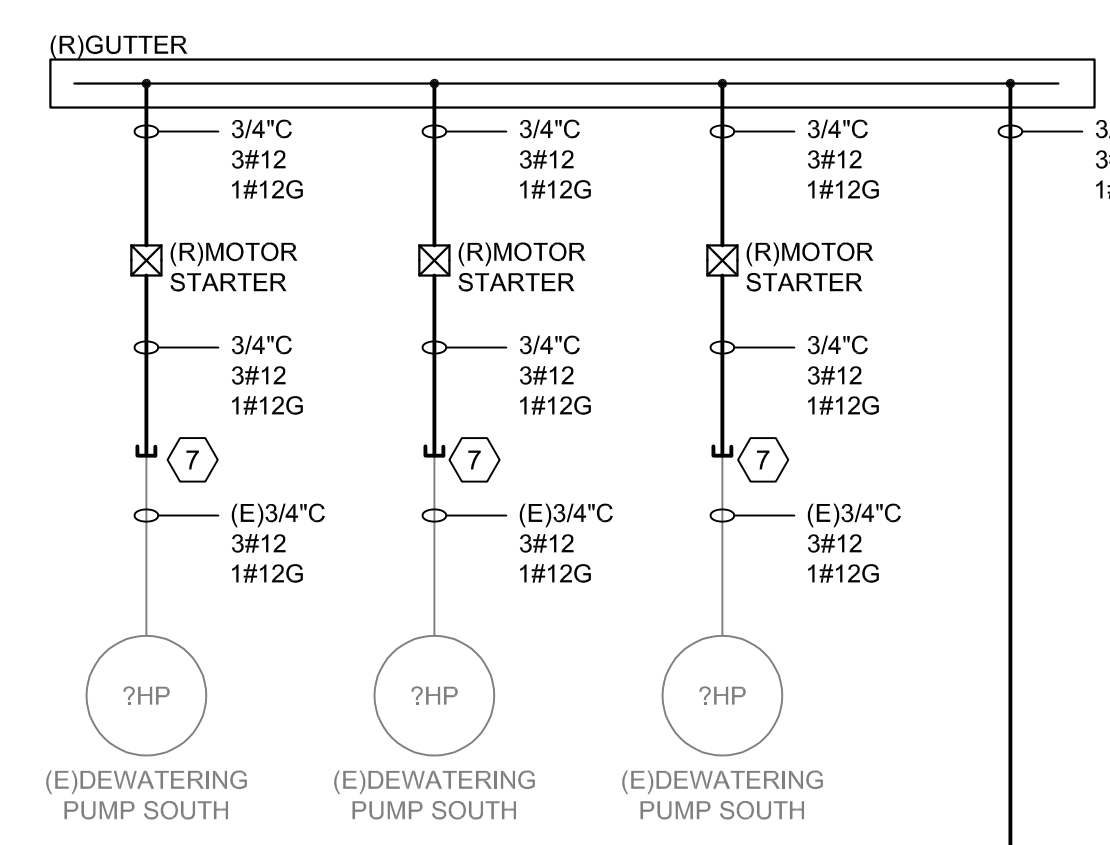 (R)GUTTER
3/4"C
3#12
1#12G
3/4"C
3#12
1#12G
3/4"C
3#12
1#12G
(R)MOTOR
STARTER
(R)MOTOR
STARTER
(R)MOTOR
STARTER
3/4"C
3#12
1#12G
3/4"C
3#12
1#12G
3/4"C
3#12
1#12G
7
7
7
(E)3/4"C
3#12
1#12G
(E)3/4"C
3#12
1#12G
(E)3/4"C
3#12
1#12G
?HP
?HP
?HP
(E)DEWATERING
PUMP SOUTH
(E)DEWATERING
PUMP SOUTH
(E)DEWATERING
PUMP SOUTH